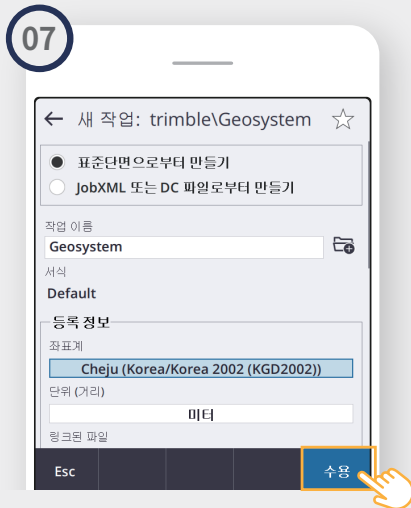 07
새 작업: trimble\Geosystem
표준단면으로부터 만들기
JobXML 또는 DC 파일로부터 만들기
작업 이름
Geosystem
서식
Default
등록 정보
좌표계
Cheju (Korea/Korea 2002 (KGD2002))
단위 (거리)
미터
링크된 파일
Esc
수용